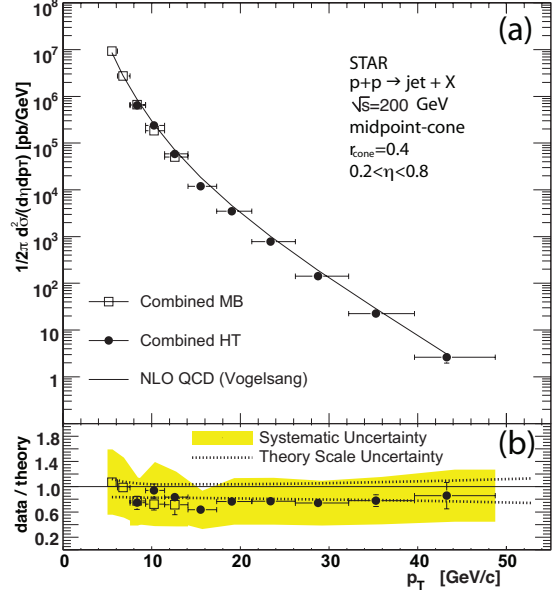 (a)
STAR
p+p → jet + X
√s=200 GeV
midpoint-cone
r_cone=0.4
0.2<η<0.8
1/2π d²σ/(dηdp_T) [pb/GeV]
10⁸
10⁷
10⁶
10⁵
10⁴
10³
10²
10
1
Combined MB
Combined HT
NLO QCD (Vogelsang)
(b)
Systematic Uncertainty
Theory Scale Uncertainty
data / theory
1.8
1.4
1.0
0.6
0.2
0 10 20 30 40 50
p_T [GeV/c]